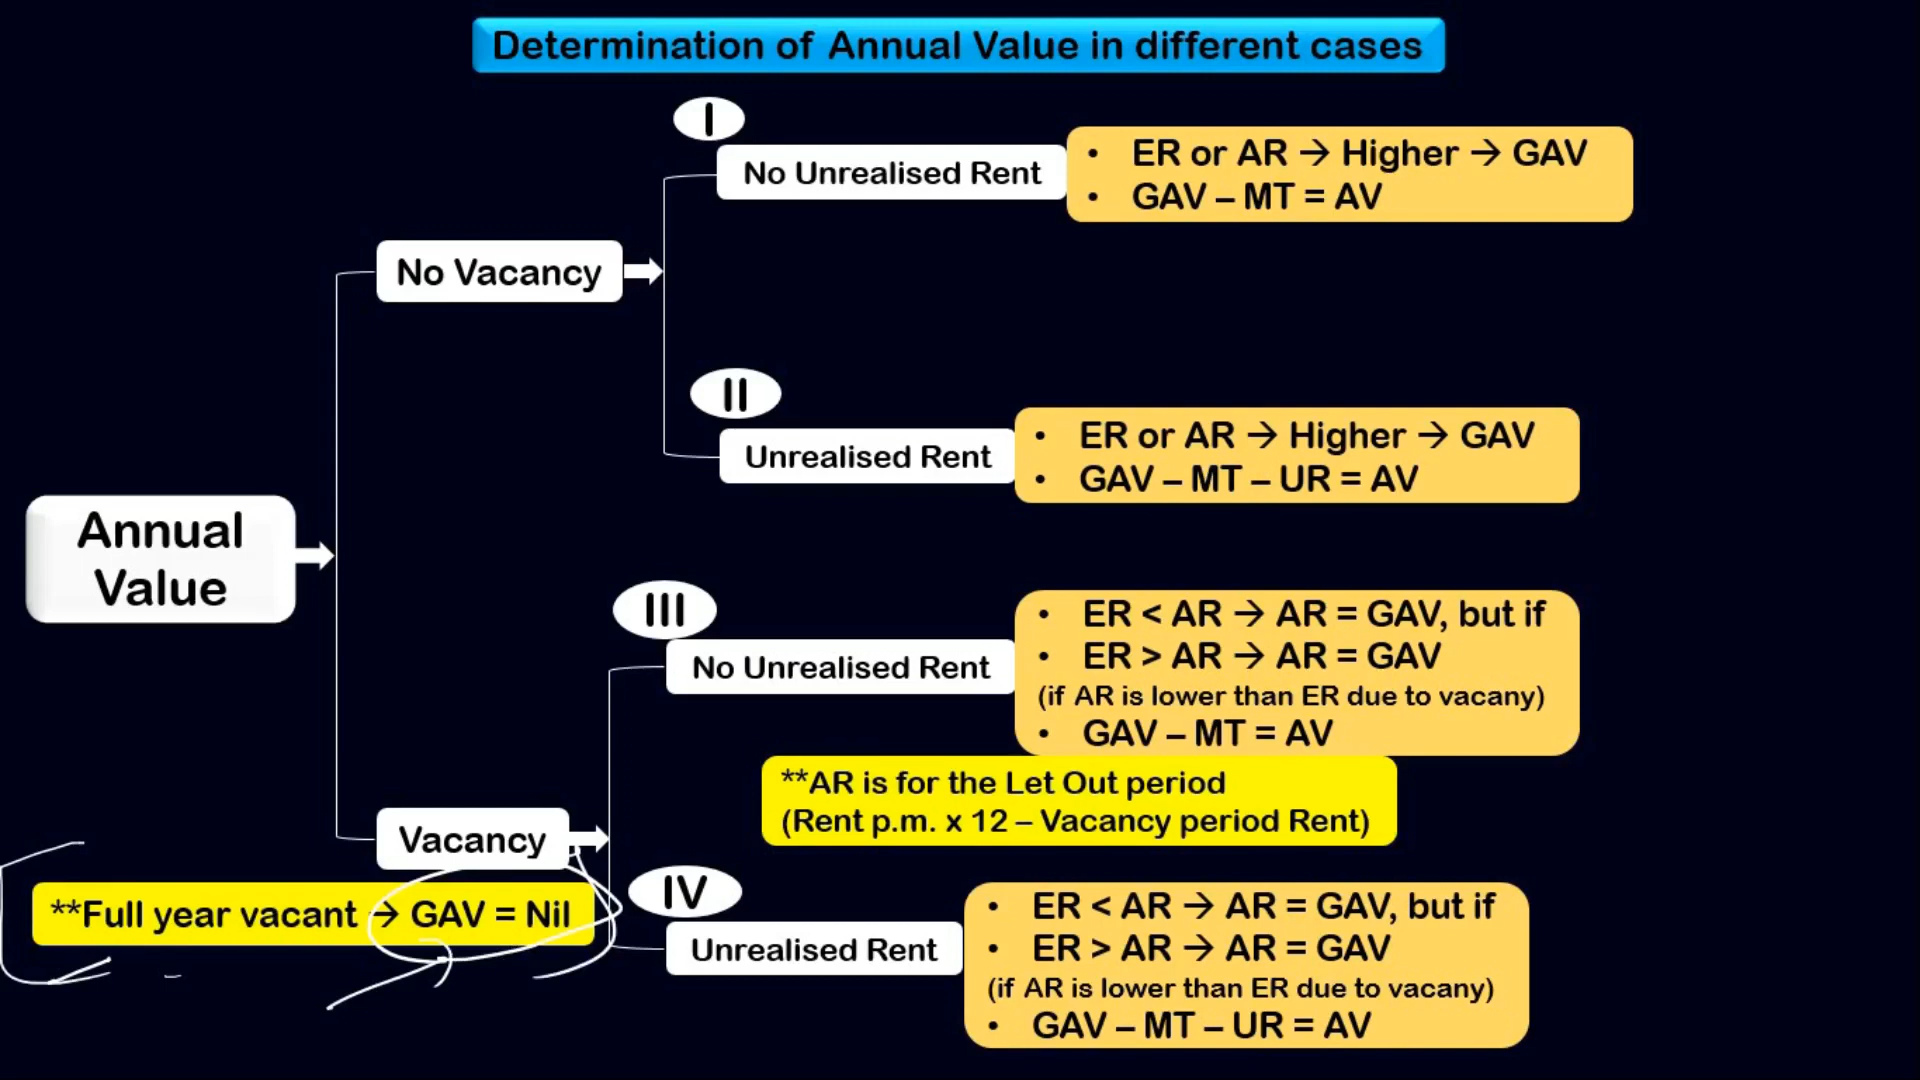 Determination of Annual Value in different cases
I
No Unrealised Rent
• ER or AR → Higher → GAV
• GAV – MT = AV
No Vacancy
II
Unrealised Rent
• ER or AR → Higher → GAV
• GAV – MT – UR = AV
Annual
Value
III
No Unrealised Rent
• ER < AR → AR = GAV, but if
• ER > AR → AR = GAV
(if AR is lower than ER due to vacany)
• GAV – MT = AV
**AR is for the Let Out period
(Rent p.m. x 12 – Vacancy period Rent)
Vacancy
**Full year vacant → GAV = Nil
IV
Unrealised Rent
• ER < AR → AR = GAV, but if
• ER > AR → AR = GAV
(if AR is lower than ER due to vacany)
• GAV – MT – UR = AV